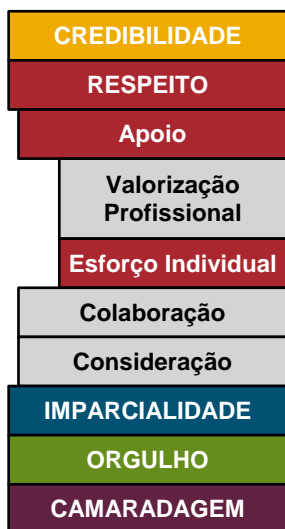 CREDIBILIDADE
RESPEITO
Apoio
Valorização
Profissional
Esforço Individual
Colaboração
Consideração
IMPARCIALIDADE
ORGULHO
CAMARADAGEM